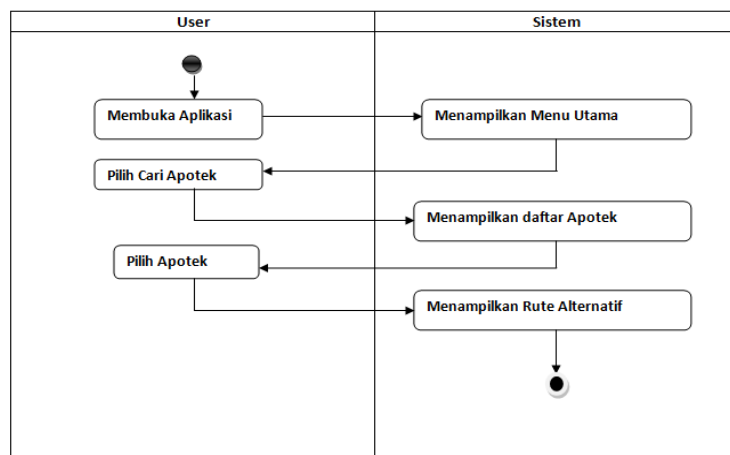 User
Sistem
Membuka Aplikasi
Menampilkan Menu Utama
Pilih Cari Apotek
Menampilkan daftar Apotek
Pilih Apotek
Menampilkan Rute Alternatif